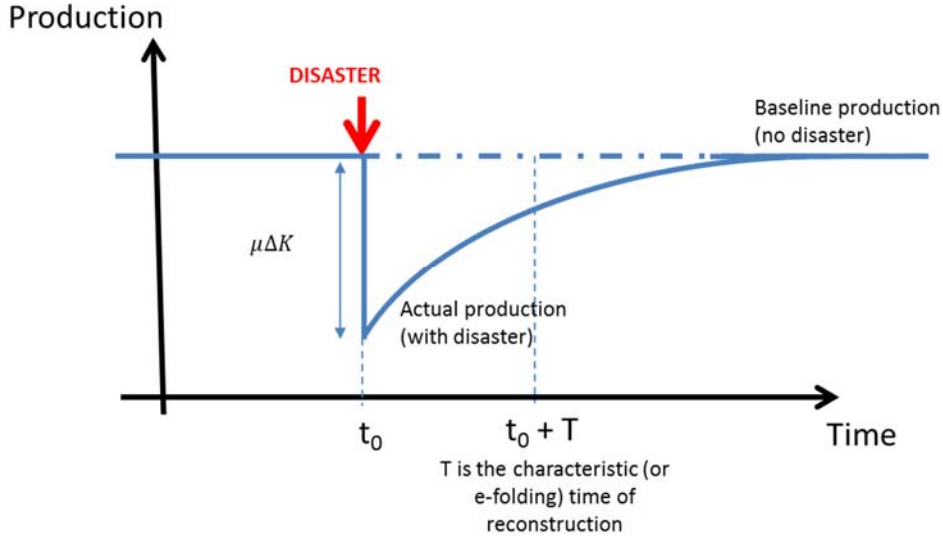 Production
DISASTER
Baseline production
(no disaster)
μΔK
Actual production
(with disaster)
t₀
t₀ + T
Time
T is the characteristic (or
e-folding) time of
reconstruction